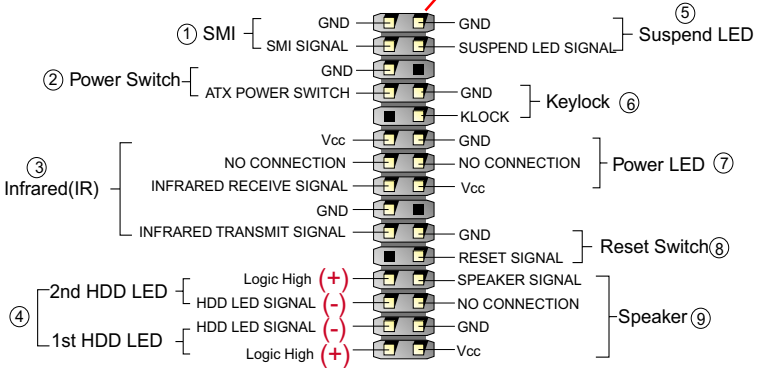 ① SMI
GND
SMI SIGNAL
② Power Switch
GND
ATX POWER SWITCH
③
Infrared(IR)
Vcc
NO CONNECTION
INFRARED RECEIVE SIGNAL
GND
INFRARED TRANSMIT SIGNAL
④
2nd HDD LED
Logic High (+)
HDD LED SIGNAL (-)
1st HDD LED
HDD LED SIGNAL (-)
Logic High (+)
⑤
Suspend LED
GND
SUSPEND LED SIGNAL
Keylock ⑥
GND
KLOCK
Power LED ⑦
GND
NO CONNECTION
Vcc
Reset Switch⑧
GND
RESET SIGNAL
Speaker⑨
SPEAKER SIGNAL
NO CONNECTION
GND
Vcc